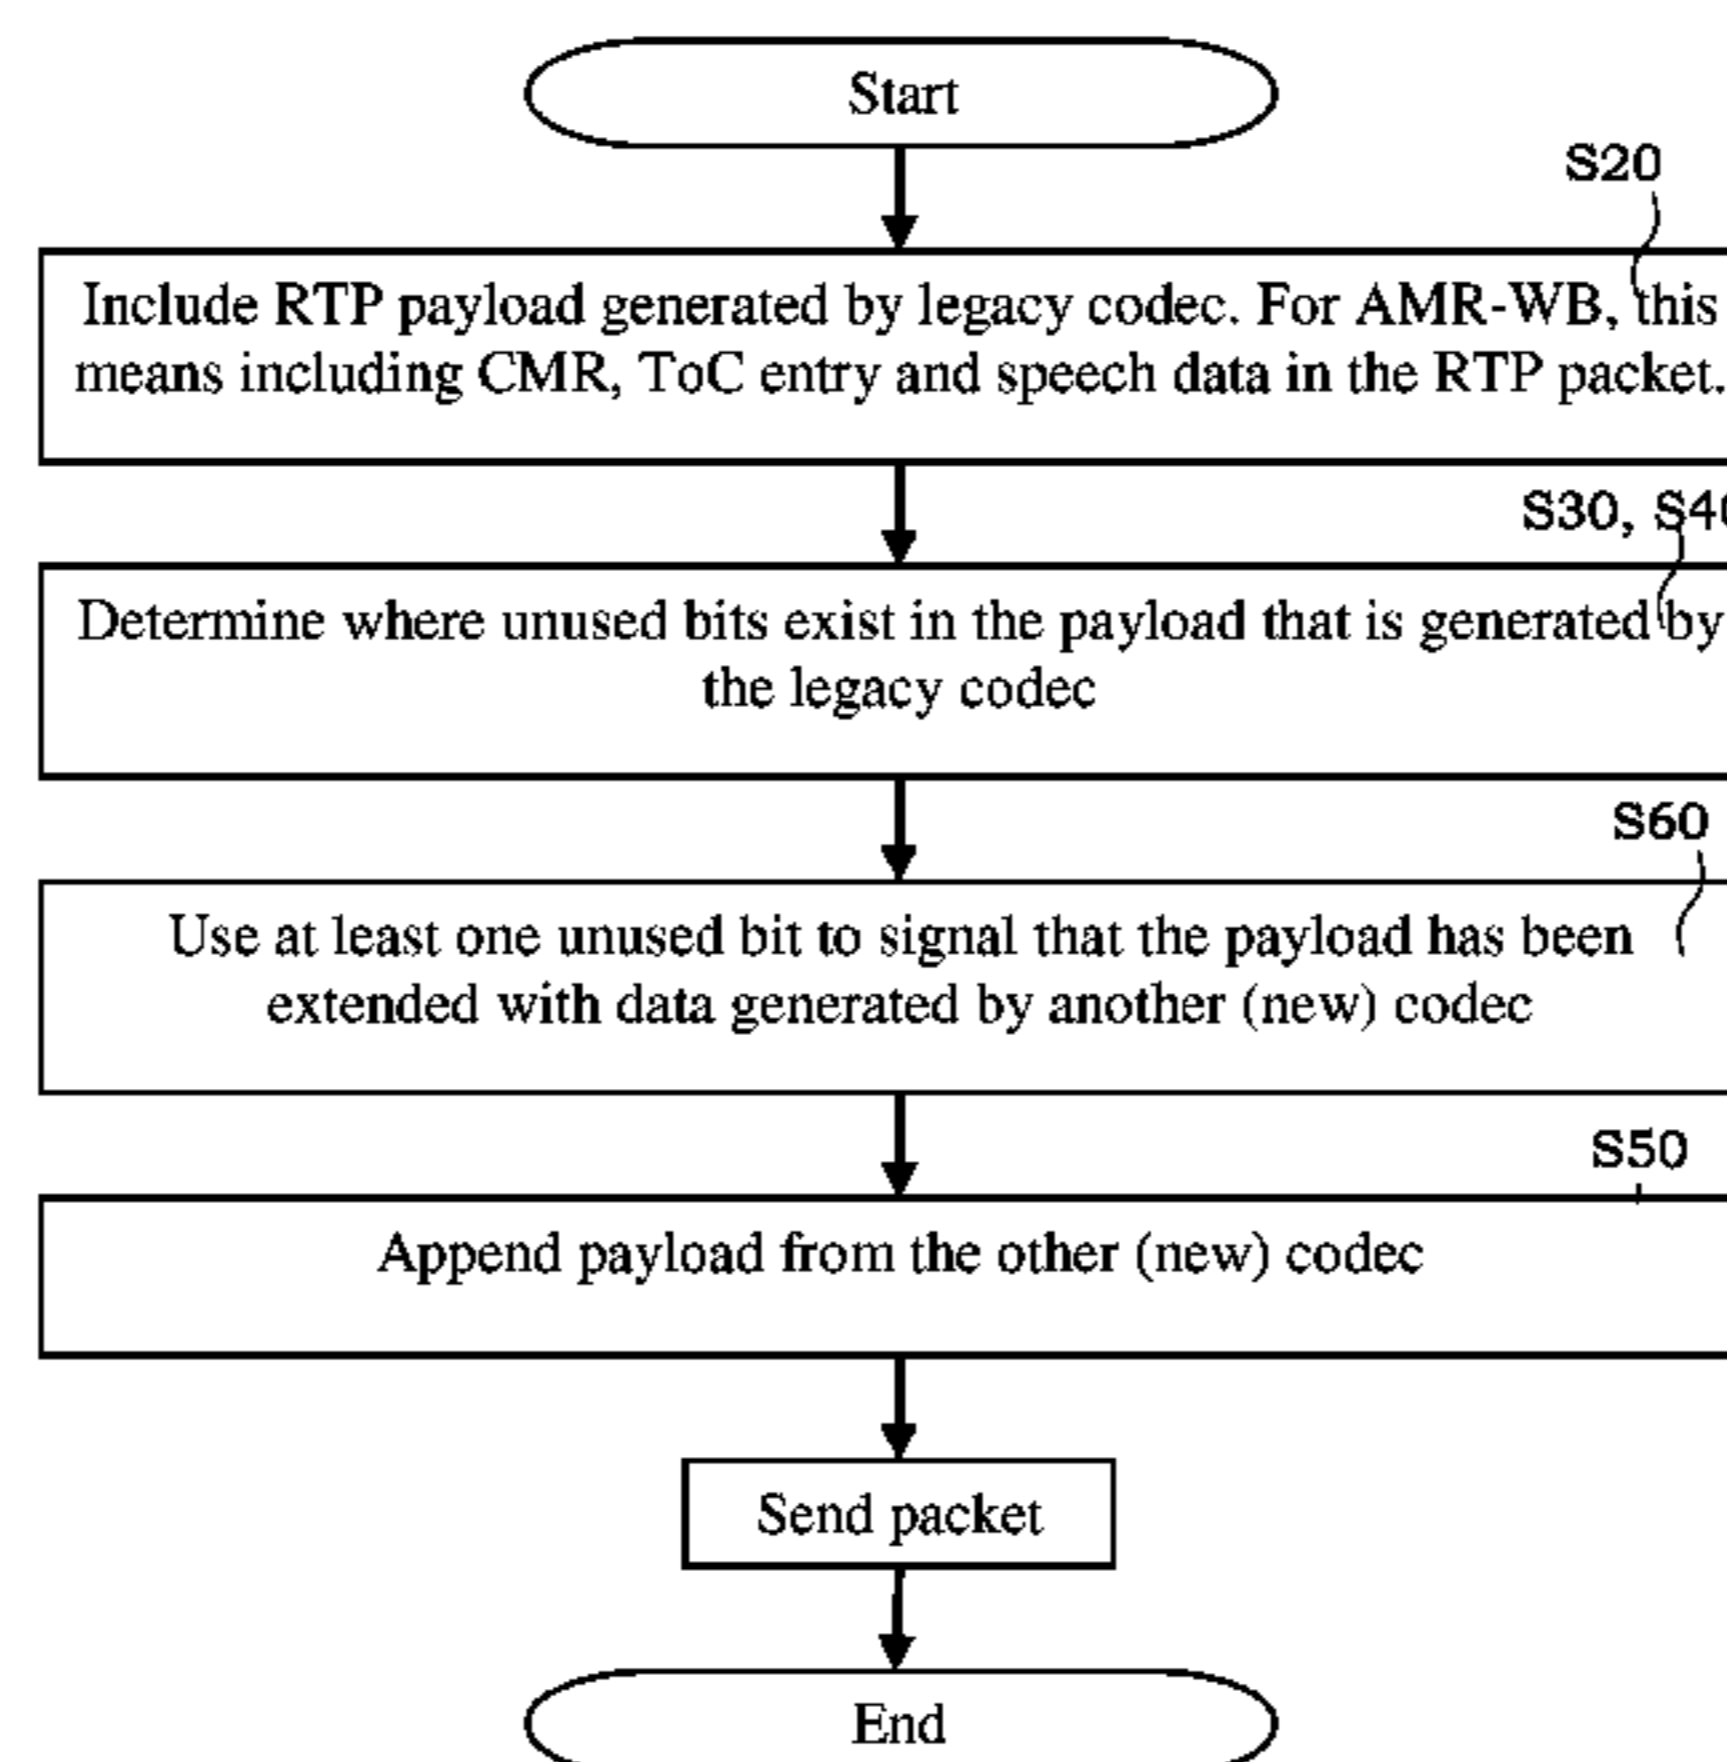 Start
S20
Include RTP payload generated by legacy codec. For AMR-WB, this
means including CMR, ToC entry and speech data in the RTP packet.
S30, S40
Determine where unused bits exist in the payload that is generated by
the legacy codec
S60
Use at least one unused bit to signal that the payload has been
extended with data generated by another (new) codec
S50
Append payload from the other (new) codec
Send packet
End